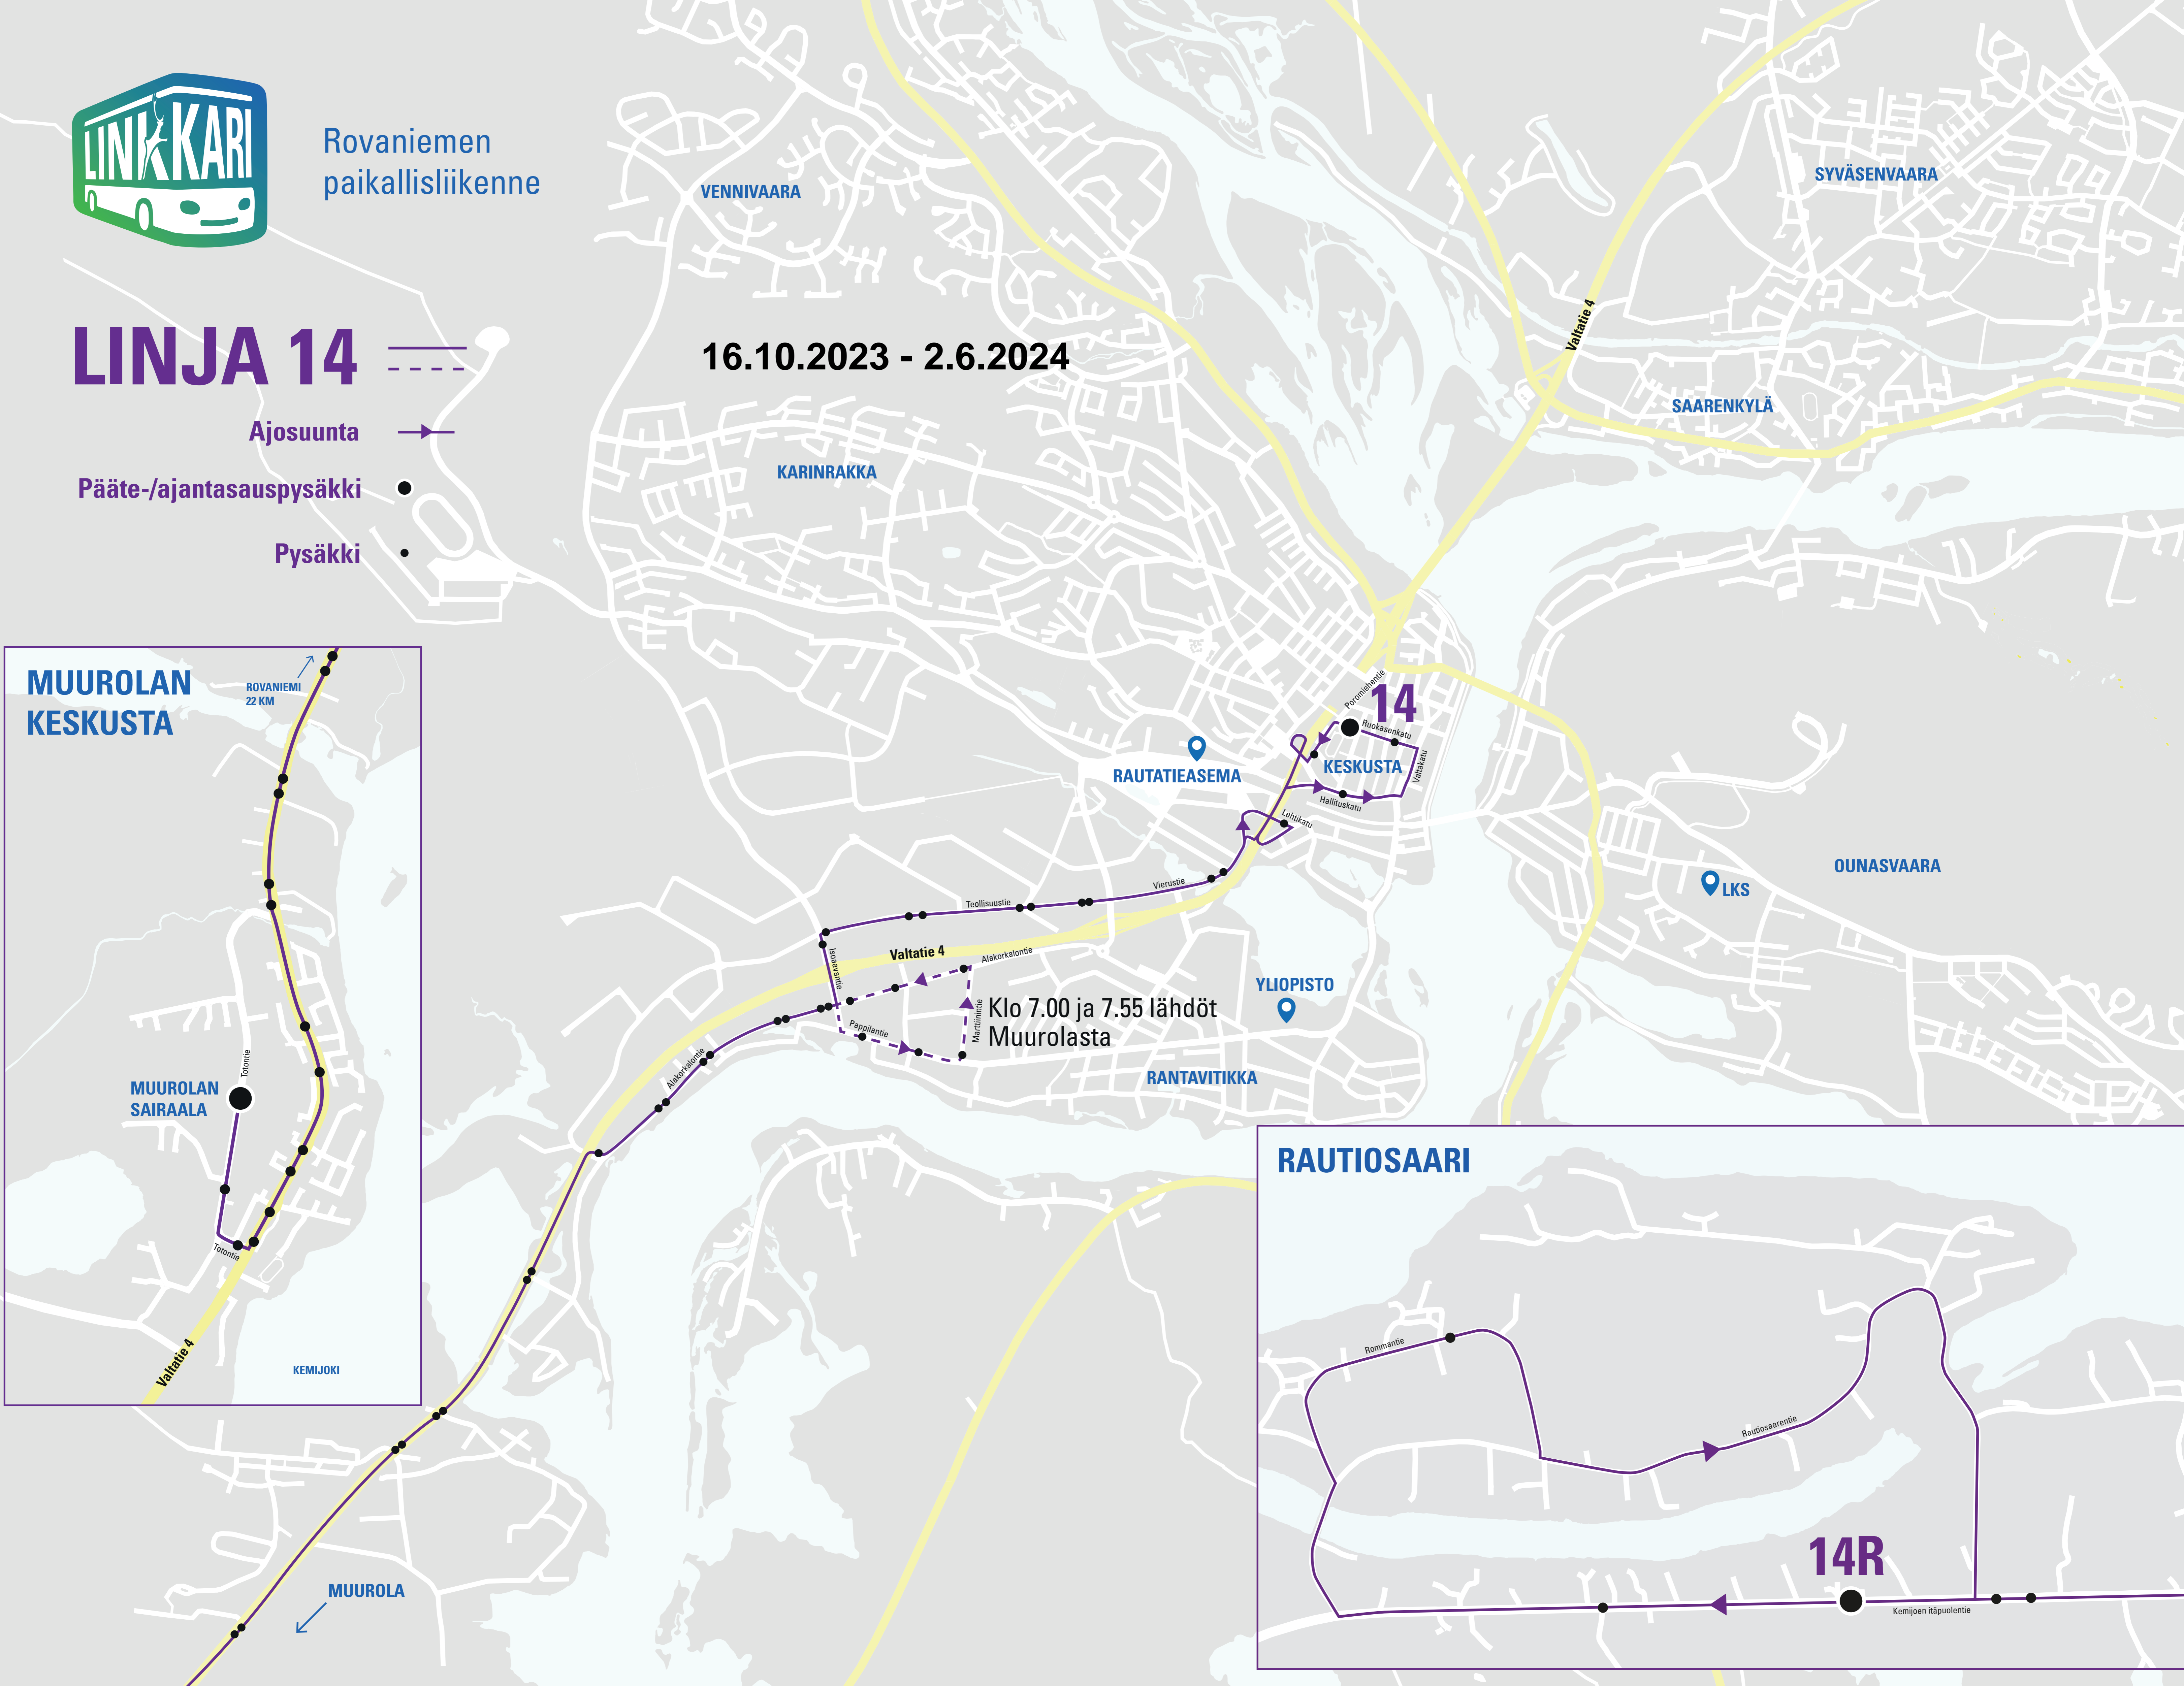 LINKKARI
Rovaniemen
paikallisliikenne
LINJA 14
Ajosuunta
Pääte-/ajantasauspysäkki
Pysäkki
16.10.2023 - 2.6.2024
VENNIVAARA
SYVÄSENVAARA
Valtatie 4
SAARENKYLÄ
KARINRAKKA
Poromiehentie
14
Ruokasenkatu
Valtakatu
KESKUSTA
Hallituskatu
Lehtikatu
RAUTATIEASEMA
OUNASVAARA
LKS
Vierustie
Teollisuustie
Isoaavantie
Valtatie 4
Alakorkalontie
YLIOPISTO
Marttiinintie
Klo 7.00 ja 7.55 lähdöt
Muurolasta
Pappilantie
Alakorkalontie
RANTAVITIKKA
MUUROLAN
KESKUSTA
ROVANIEMI
22 KM
Totontie
MUUROLAN
SAIRAALA
Totontie
Valtatie 4
KEMIJOKI
MUUROLA
RAUTIOSAARI
Rommantie
Rautiosaarentie
14R
Kemijoen itäpuolentie